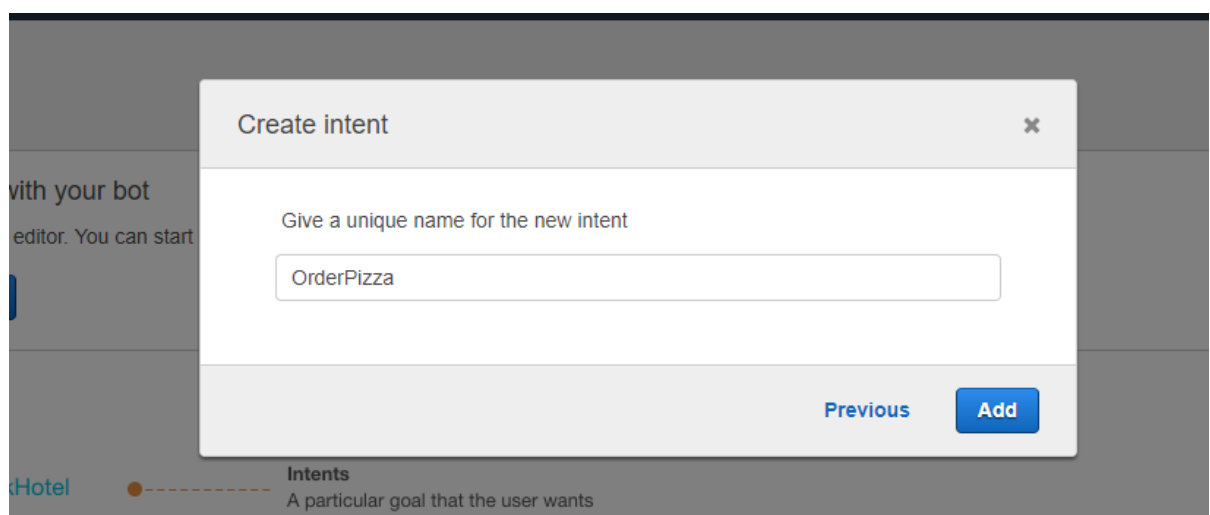 Create intent
with your bot
editor. You can start
Give a unique name for the new intent
OrderPizza
Previous
Add
Intents
kHotel
A particular goal that the user wants